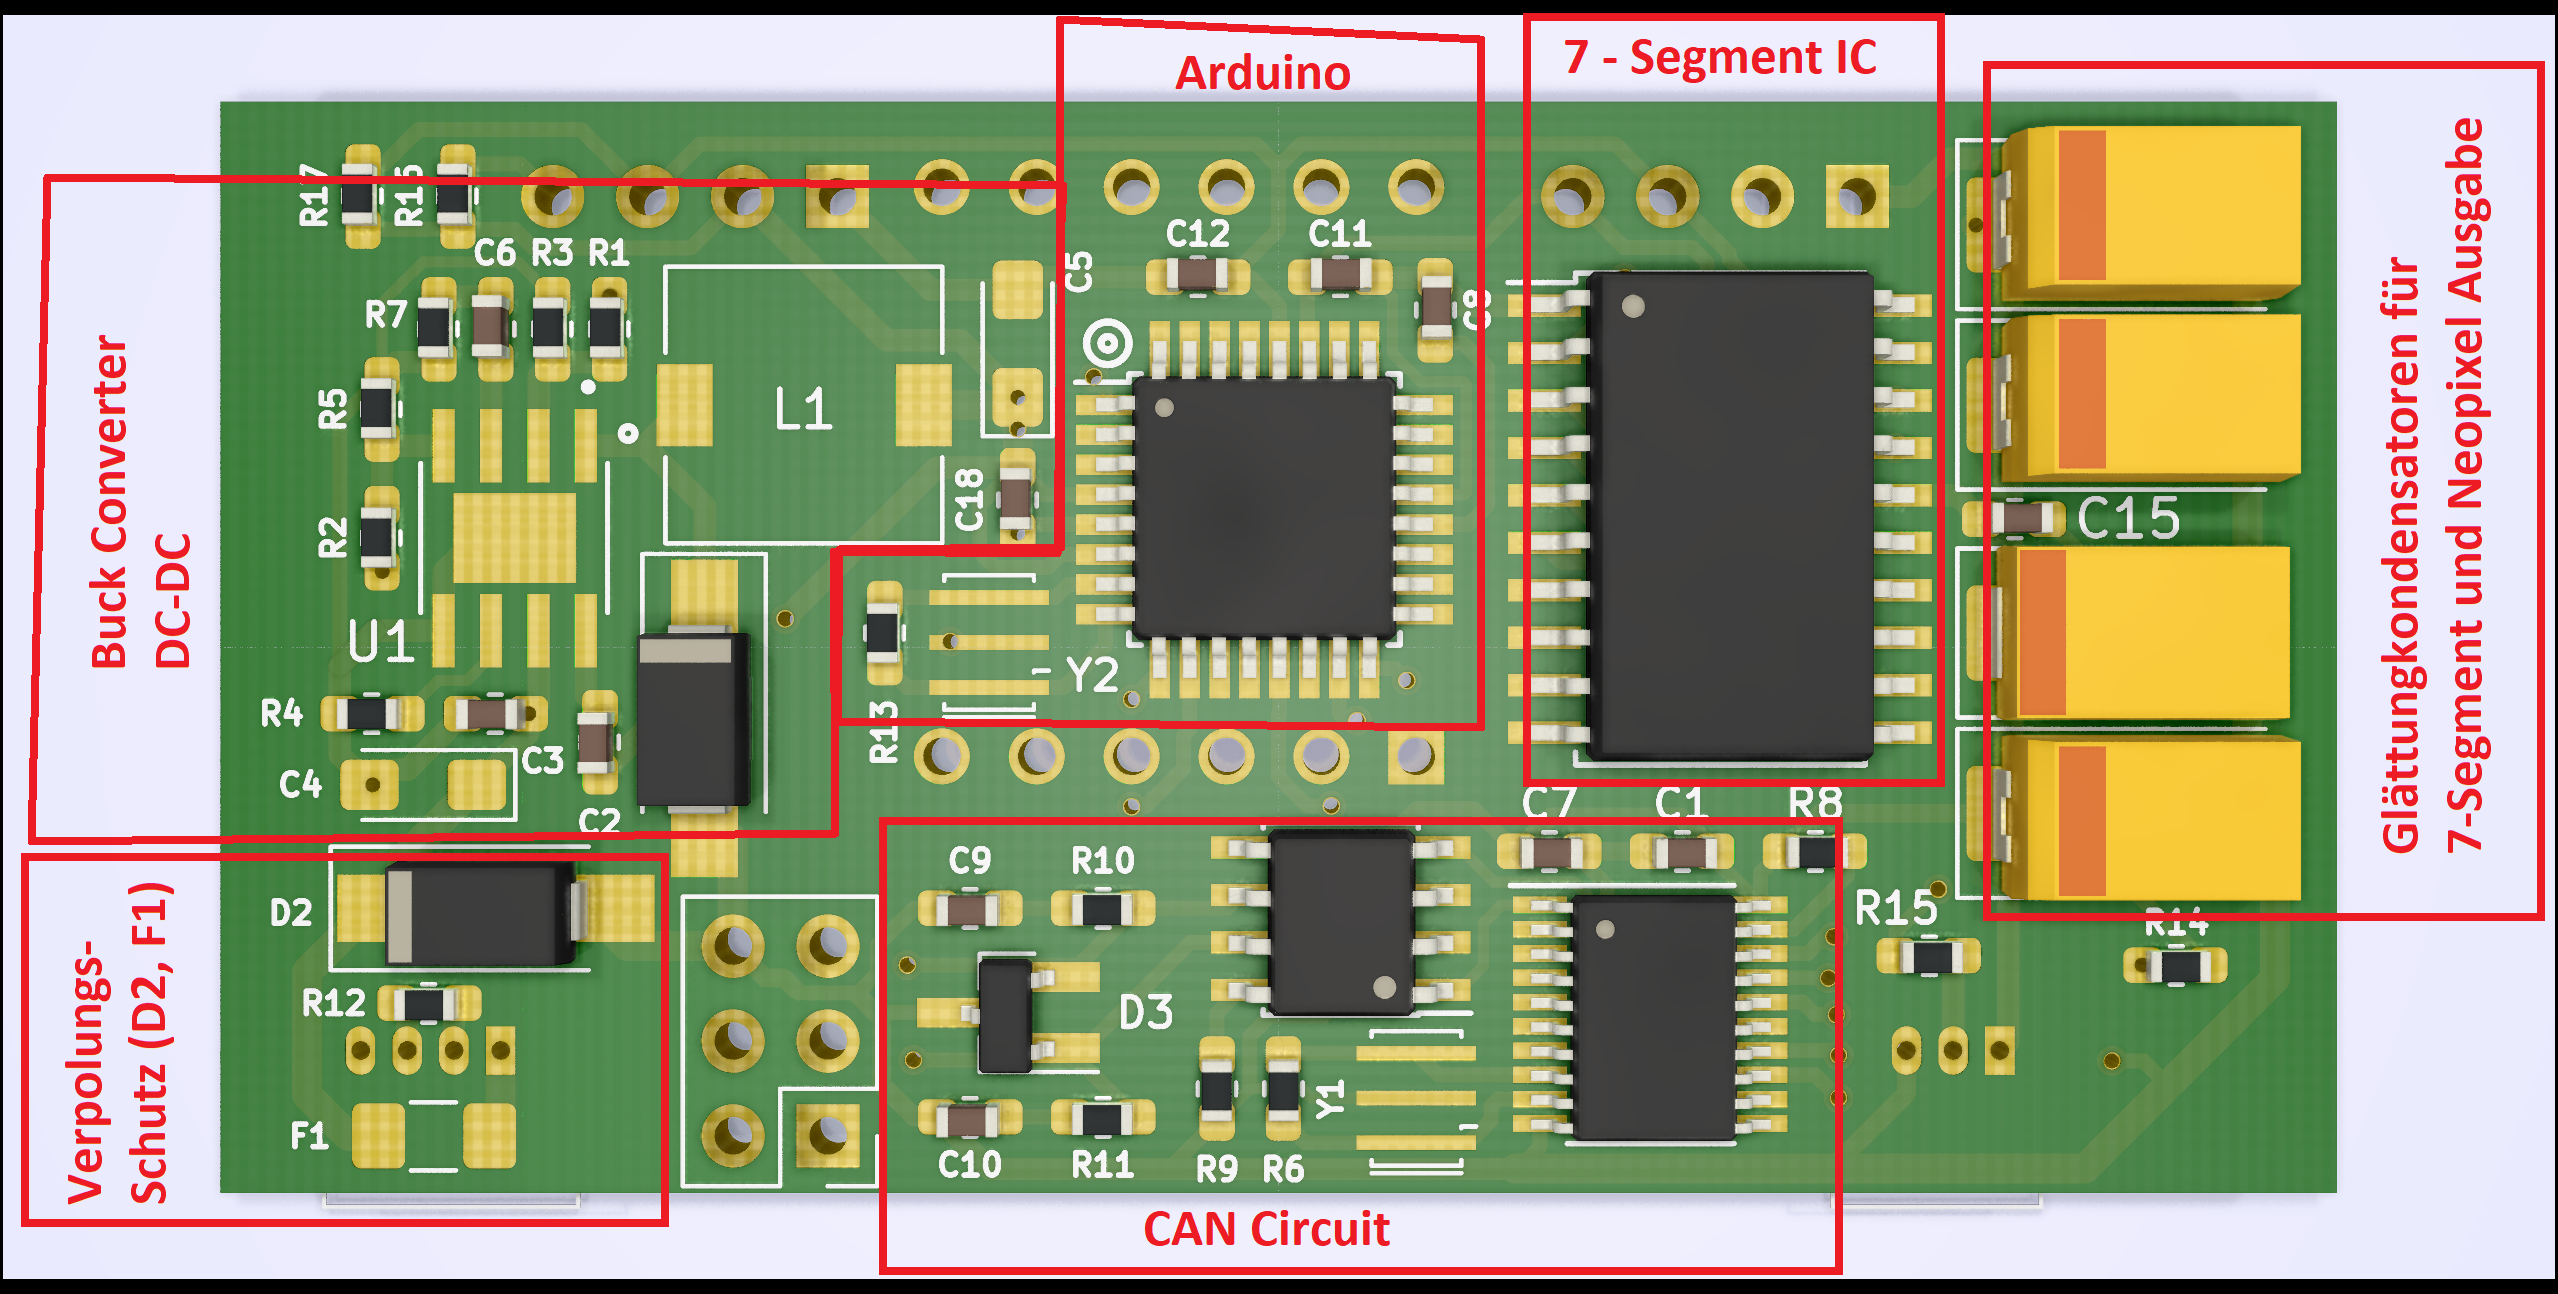 Arduino
7 - Segment IC
Buck Converter
DC-DC
Glättungkondensatoren für
7-Segment und Neopixel Ausgabe
Verpolungs-
Schutz (D2, F1)
CAN Circuit
R17
R16
C6 R3 R1
R7
R5
R2
U1
L1
C5
C18
C12
C11
C8
C15
Y2
R13
R4
C3
C4
C2
D2
R12
F1
C9
R10
D3
C10
R11
R9
R6
Y1
C7
C1
R8
R15
R14